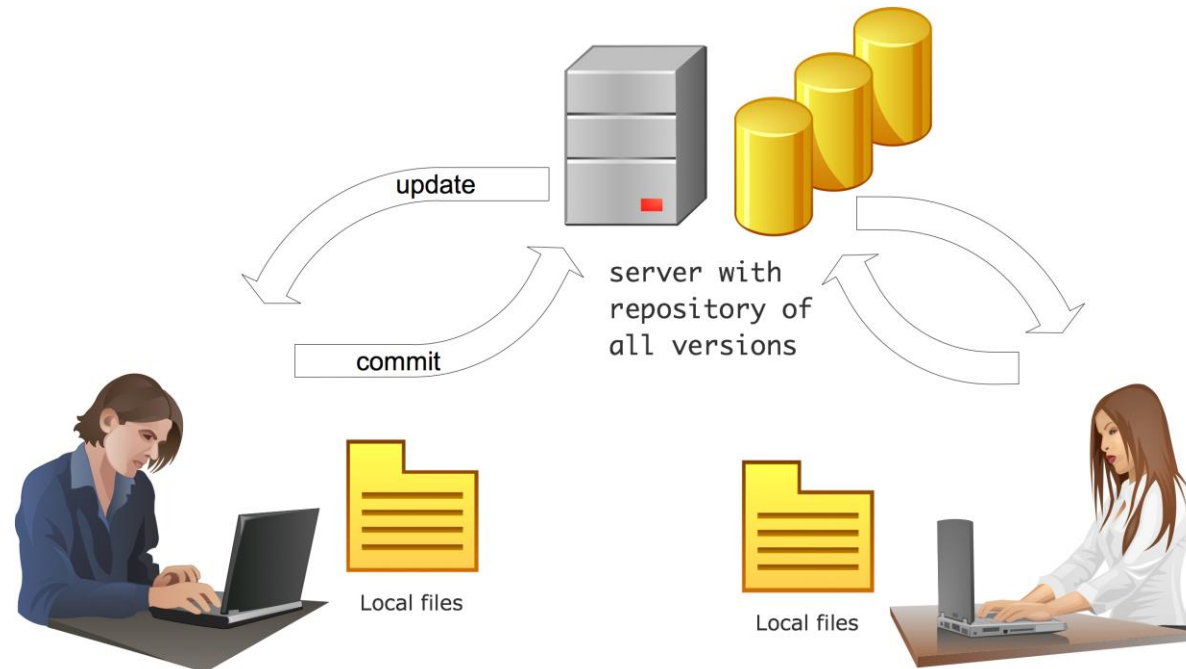 update
server with
repository of
all versions
commit
Local files
Local files